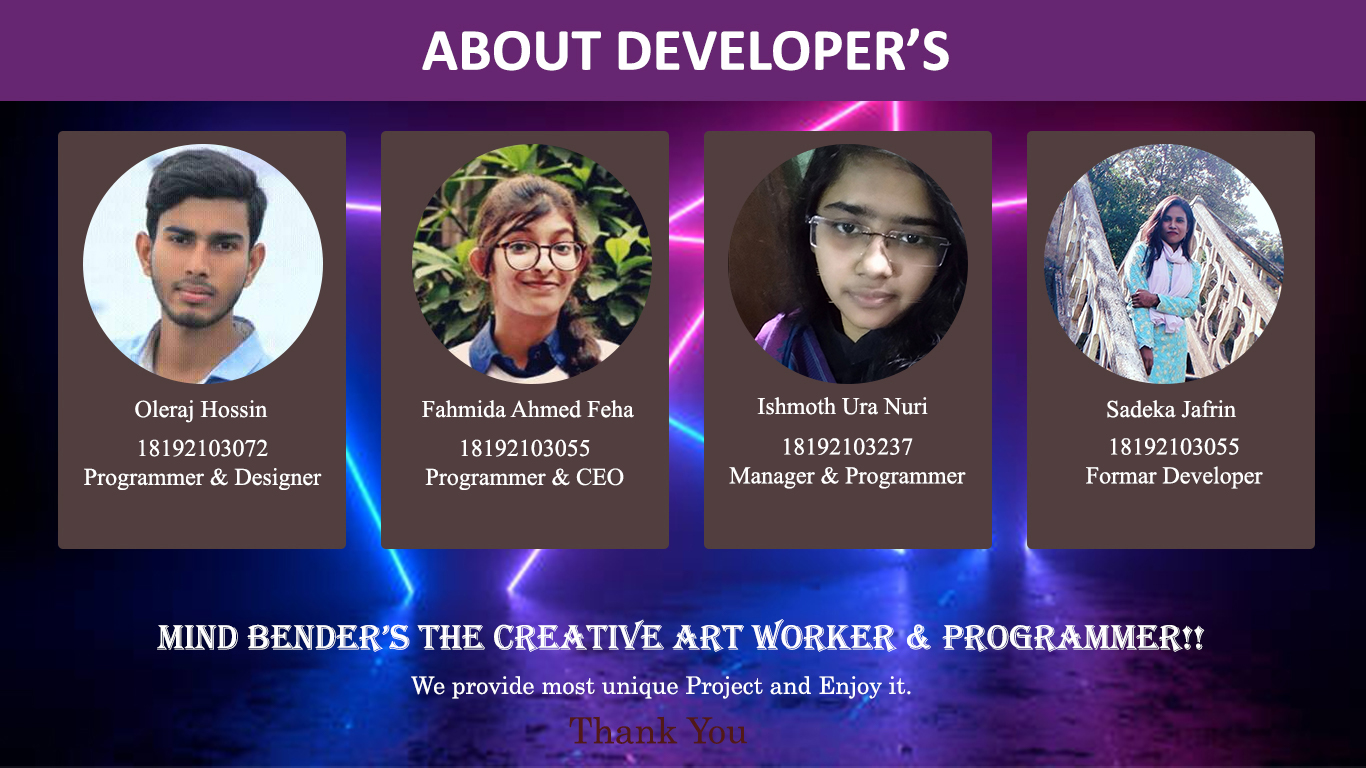 ABOUT DEVELOPER’S
Oleraj Hossin
18192103072
Programmer & Designer
Fahmida Ahmed Feha
18192103055
Programmer & CEO
Ishmoth Ura Nuri
18192103237
Manager & Programmer
Sadeka Jafrin
18192103055
Formar Developer
MIND BENDER’S THE CREATIVE ART WORKER & PROGRAMMER!!
We provide most unique Project and Enjoy it.
Thank You